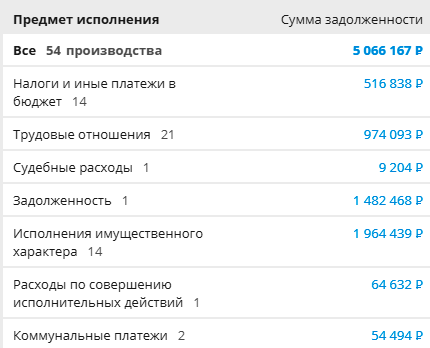 Предмет исполнения Сумма задолженности
Все 54 производства 5 066 167 ₽
Налоги и иные платежи в 516 838 ₽
бюджет 14
Трудовые отношения 21 974 093 ₽
Судебные расходы 1 9 204 ₽
Задолженность 1 1 482 468 ₽
Исполнения имущественного 1 964 439 ₽
характера 14
Расходы по совершению 64 632 ₽
исполнительных действий 1
Коммунальные платежи 2 54 494 ₽